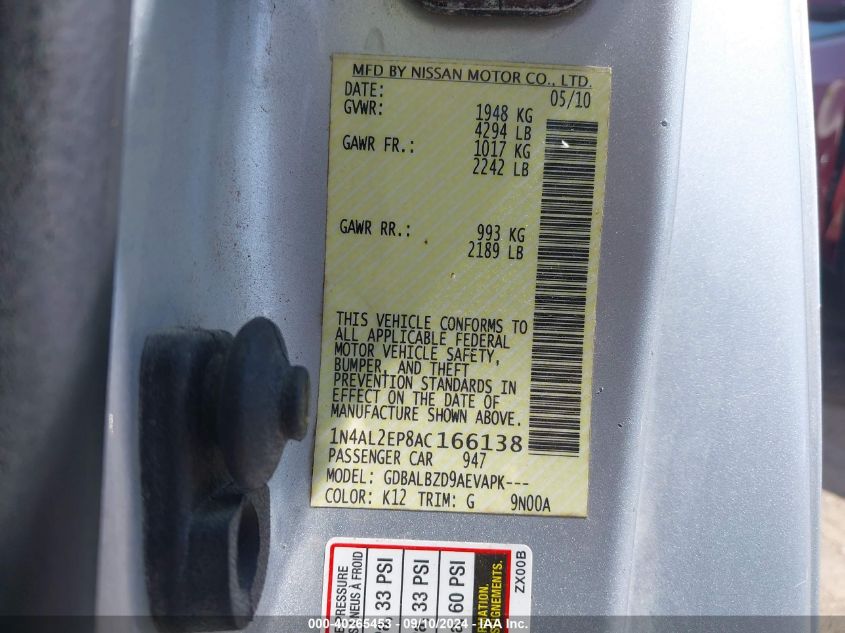 MFD BY NISSAN MOTOR CO., LTD.
DATE: 05/10
GVWR: 1948 KG
4294 LB
GAWR FR.: 1017 KG
2242 LB
GAWR RR.: 993 KG
2189 LB
THIS VEHICLE CONFORMS TO
ALL APPLICABLE FEDERAL
MOTOR VEHICLE SAFETY,
BUMPER, AND THEFT
PREVENTION STANDARDS IN
EFFECT ON THE DATE OF
MANUFACTURE SHOWN ABOVE.
1N4AL2EP8AC166138
PASSENGER CAR 947
MODEL: GDBALBZD9AEVAPK---
COLOR: K12 TRIM: G 9N00A
PRESSURE
À FROID
33 PSI
33 PSI
60 PSI
ZX00B
000-40265453 - 09/10/2024 - IAA Inc.